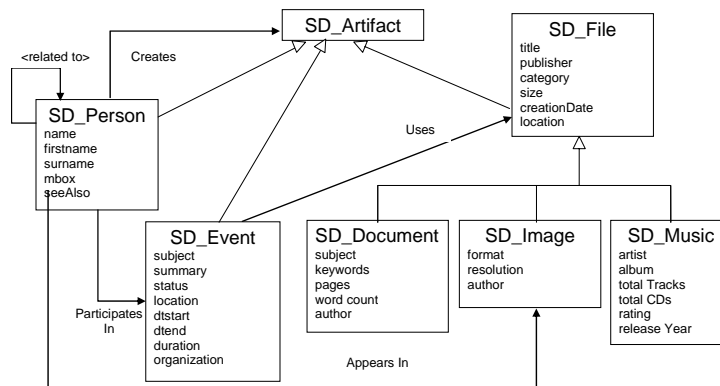 SD_Artifact
SD_File
title
publisher
category
size
creationDate
location
<related to>
Creates
SD_Person
name
firstname
surname
mbox
seeAlso
Uses
SD_Event
subject
summary
status
location
dtstart
dtend
duration
organization
SD_Document
subject
keywords
pages
word count
author
SD_Image
format
resolution
author
SD_Music
artist
album
total Tracks
total CDs
rating
release Year
Participates
In
Appears In